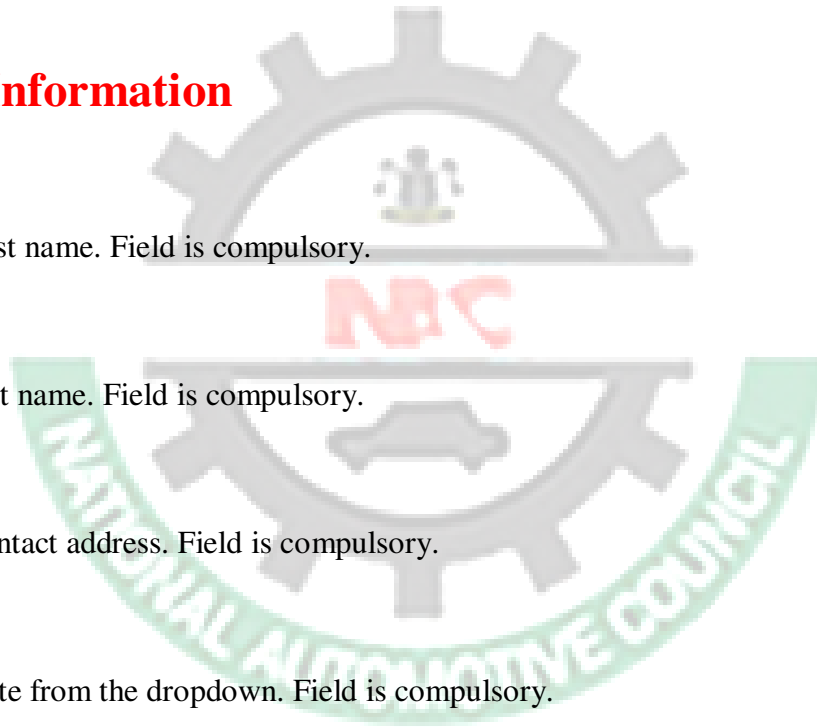 nformation
st name. Field is compulsory.
NAC
t name. Field is compulsory.
ntact address. Field is compulsory.
te from the dropdown. Field is compulsory.
NATIONAL AUTOMOTIVE COUNCIL